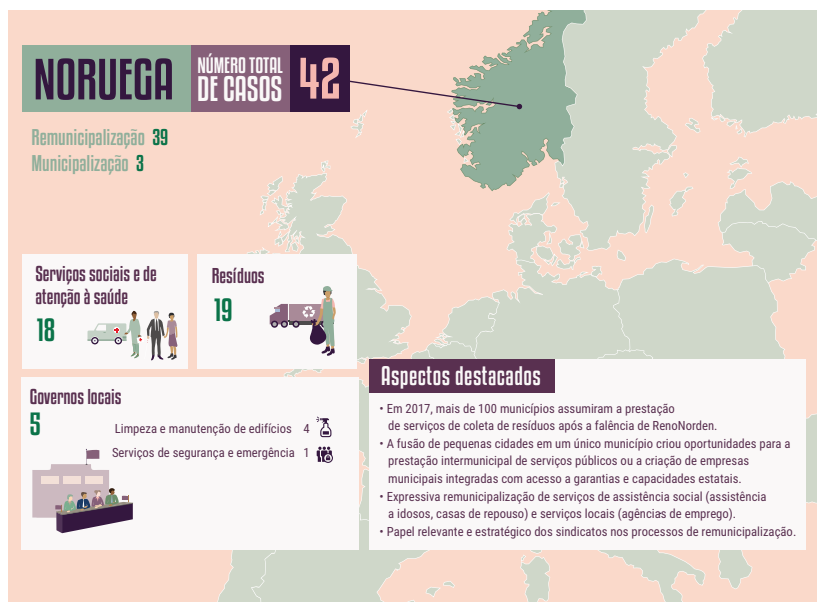 NORUEGA
NÚMERO TOTAL
DE CASOS
42
Remunicipalização 39
Municipalização 3
Serviços sociais e de
atenção à saúde
18
Resíduos
19
Governos locais
5
Limpeza e manutenção de edifícios 4
Serviços de segurança e emergência 1
Aspectos destacados
• Em 2017, mais de 100 municípios assumiram a prestação
de serviços de coleta de resíduos após a falência de RenoNorden.
• A fusão de pequenas cidades em um único município criou oportunidades para a
prestação intermunicipal de serviços públicos ou a criação de empresas
municipais integradas com acesso a garantias e capacidades estatais.
• Expressiva remunicipalização de serviços de assistência social (assistência
a idosos, casas de repouso) e serviços locais (agências de emprego).
• Papel relevante e estratégico dos sindicatos nos processos de remunicipalização.